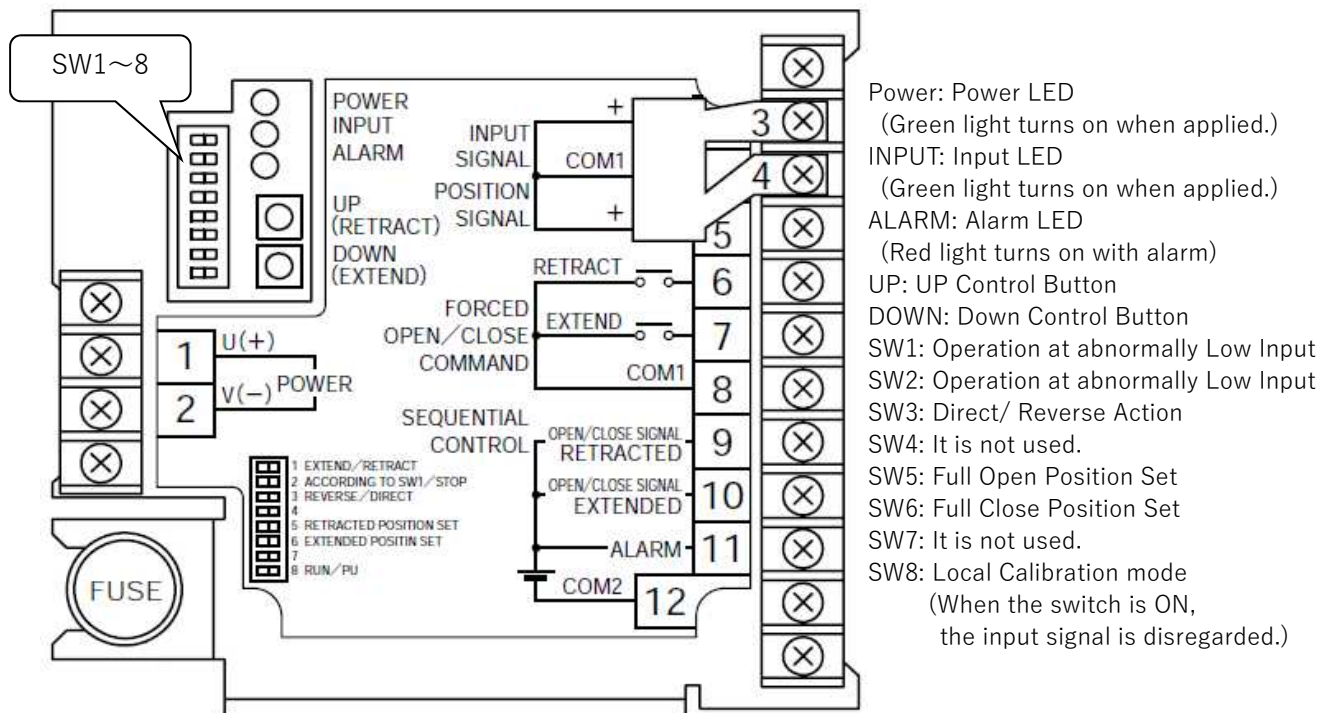 SW1～8
POWER
INPUT
ALARM
UP
(RETRACT)
DOWN
(EXTEND)
INPUT
SIGNAL
POSITION
SIGNAL
+
COM1
+
3
4
5
RETRACT
6
FORCED
OPEN／CLOSE
COMMAND
EXTEND
7
COM1
8
1
U(+)
2
V(−)
POWER
SEQUENTIAL
CONTROL
OPEN/CLOSE SIGNAL
RETRACTED
9
OPEN/CLOSE SIGNAL
EXTENDED
10
ALARM
11
COM2
12
1 EXTEND／RETRACT
2 ACCORDING TO SW1／STOP
3 REVERSE／DIRECT
4
5 RETRACTED POSITION SET
6 EXTENDED POSITIN SET
7
8 RUN／PU
FUSE
Power: Power LED
(Green light turns on when applied.)
INPUT: Input LED
(Green light turns on when applied.)
ALARM: Alarm LED
(Red light turns on with alarm)
UP: UP Control Button
DOWN: Down Control Button
SW1: Operation at abnormally Low Input
SW2: Operation at abnormally Low Input
SW3: Direct/ Reverse Action
SW4: It is not used.
SW5: Full Open Position Set
SW6: Full Close Position Set
SW7: It is not used.
SW8: Local Calibration mode
(When the switch is ON,
the input signal is disregarded.)